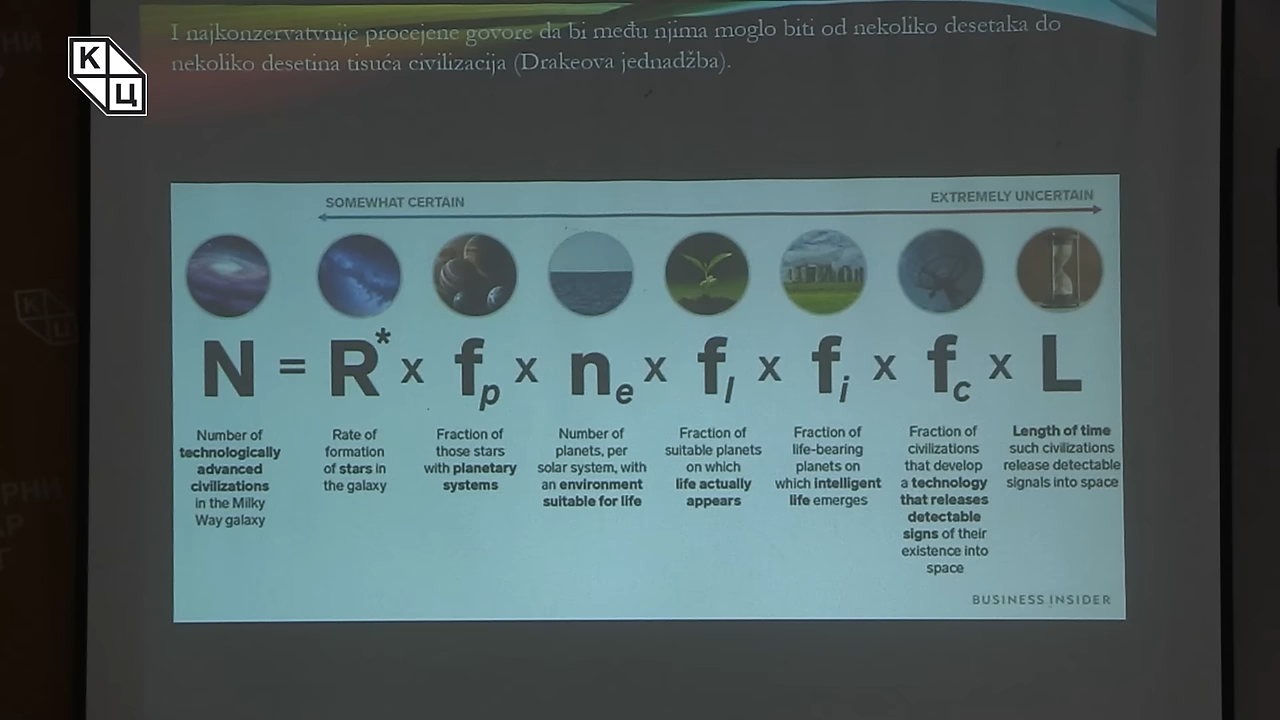 I najkonzervatvnije procejene govore da bi među njima moglo biti od nekoliko desetaka do
nekoliko desetina tisuća civilizacija (Drakeova jednadžba).
К
Ц
SOMEWHAT CERTAIN
EXTREMELY UNCERTAIN
N = R* x fp x ne x fl x fi x fc x L
Number of
technologically
advanced
civilizations
in the Milky
Way galaxy
Rate of
formation
of stars in
the galaxy
Fraction of
those stars
with planetary
systems
Number of
planets, per
solar system, with
an environment
suitable for life
Fraction of
suitable planets
on which
life actually
appears
Fraction of
life-bearing
planets on
which intelligent
life emerges
Fraction of
civilizations
that develop
a technology
that releases
detectable
signs of their
existence into
space
Length of time
such civilizations
release detectable
signals into space
BUSINESS INSIDER